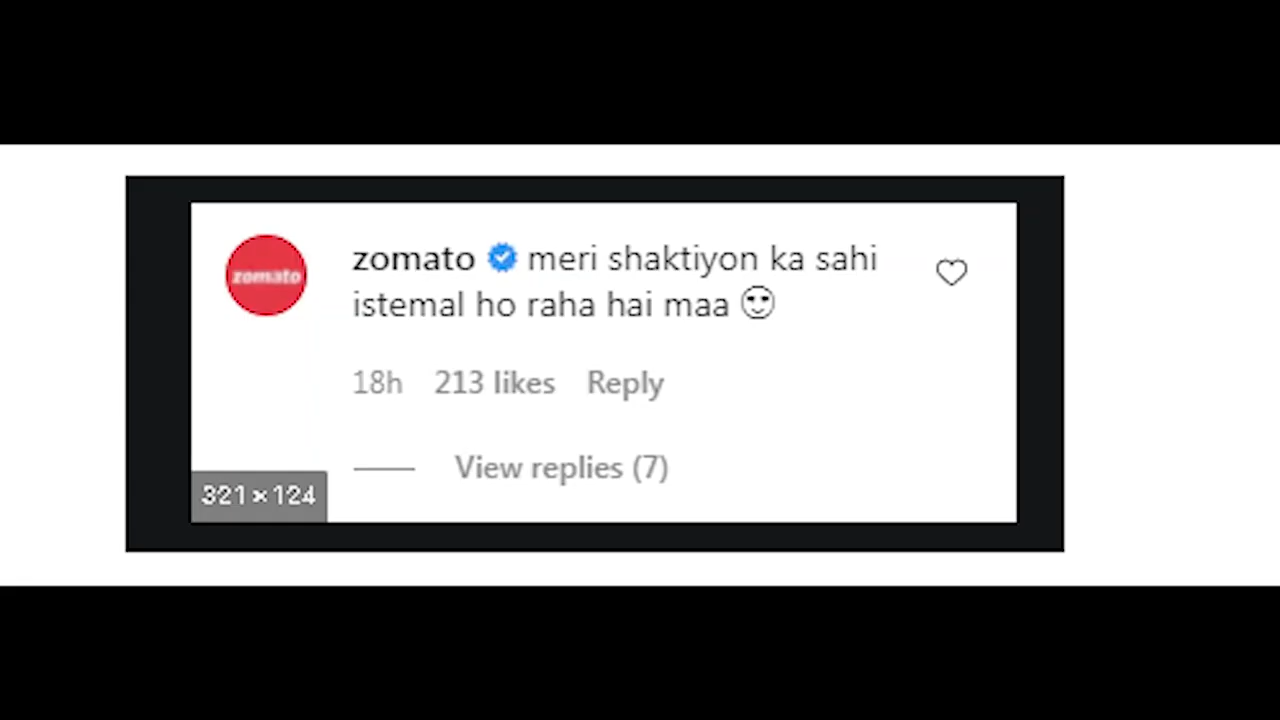 zomato
zomato meri shaktiyon ka sahi
istemal ho raha hai maa
18h 213 likes Reply
View replies (7)
321 × 124